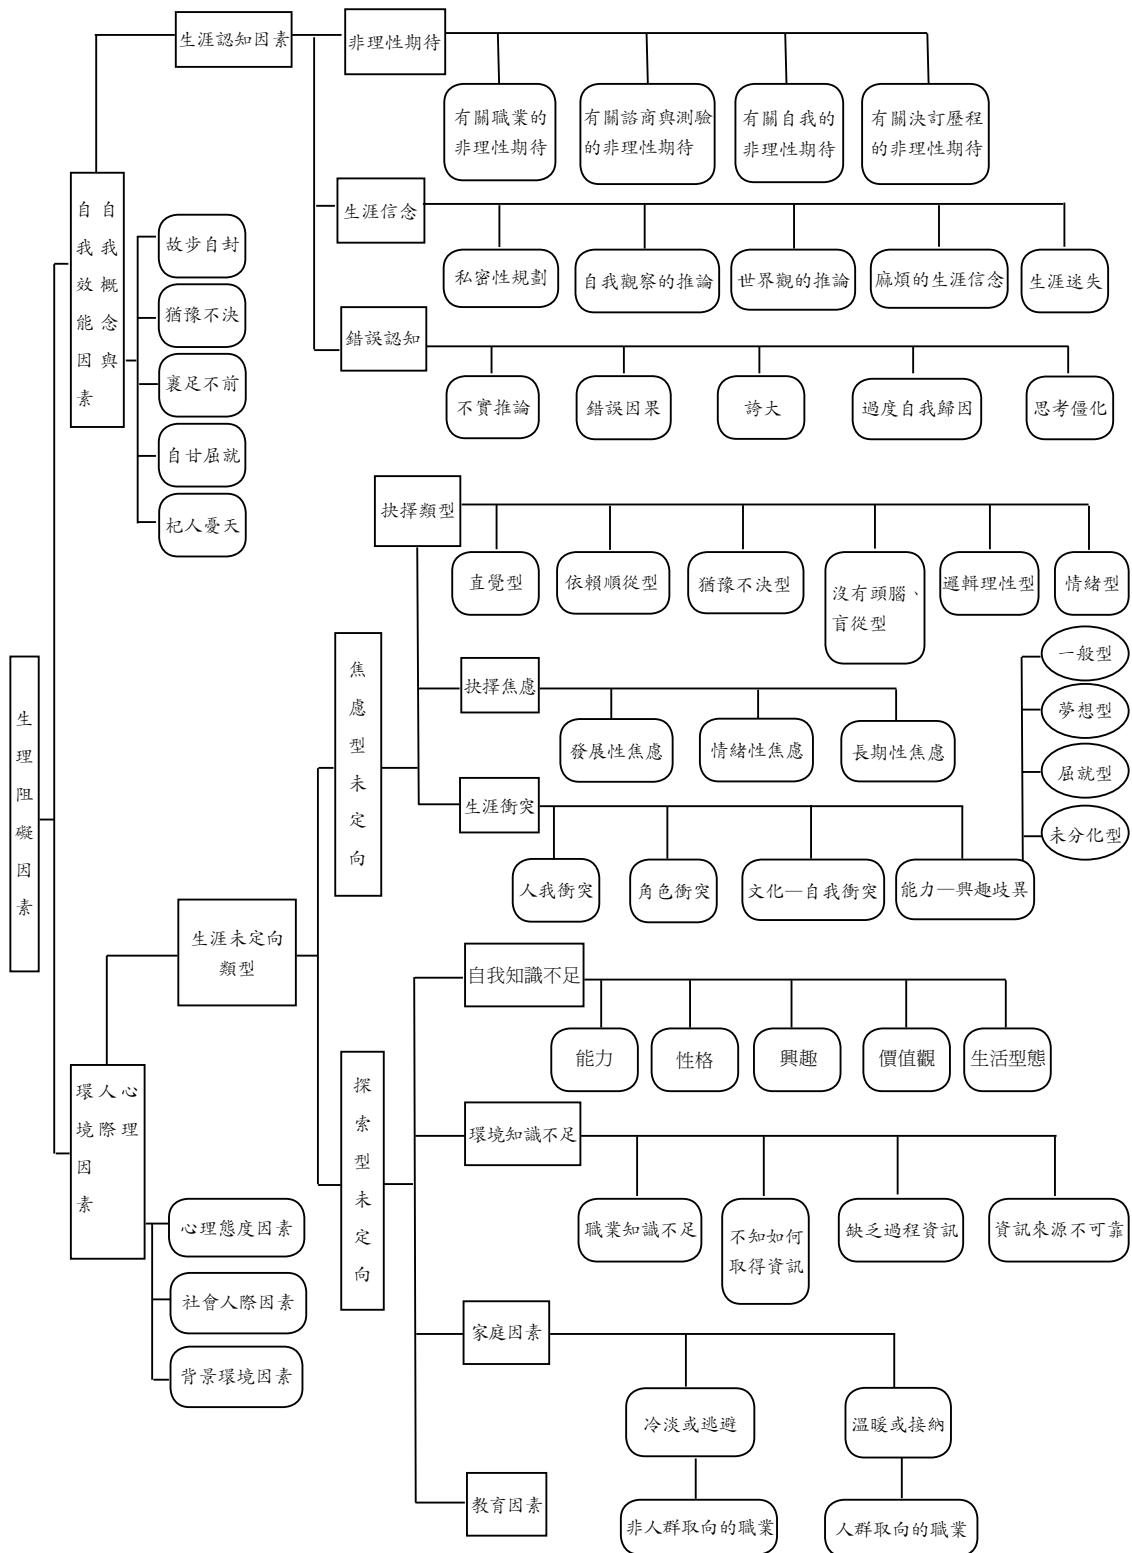 生涯認知因素
非理性期待
有關職業的
非理性期待
有關諮商與測驗
的非理性期待
有關自我的
非理性期待
有關決訂歷程
的非理性期待
生涯信念
私密性規劃
自我觀察的推論
世界觀的推論
麻煩的生涯信念
生涯迷失
錯誤認知
不實推論
錯誤因果
誇大
過度自我歸因
思考僵化
自我概念與
自我效能因素
故步自封
猶豫不決
裹足不前
自甘屈就
杞人憂天
抉擇類型
直覺型
依賴順從型
猶豫不決型
沒有頭腦、
盲從型
邏輯理性型
情緒型
焦慮型未定向
抉擇焦慮
發展性焦慮
情緒性焦慮
長期性焦慮
生涯衝突
人我衝突
角色衝突
文化—自我衝突
能力—興趣歧異
一般型
夢想型
屈就型
未分化型
生理阻礙因素
生涯未定向
類型
自我知識不足
能力
性格
興趣
價值觀
生活型態
探索型未定向
環境知識不足
職業知識不足
不知如何
取得資訊
缺乏過程資訊
資訊來源不可靠
心理
人際
環境因素
心理態度因素
社會人際因素
背景環境因素
家庭因素
冷淡或逃避
溫暖或接納
教育因素
非人群取向的職業
人群取向的職業